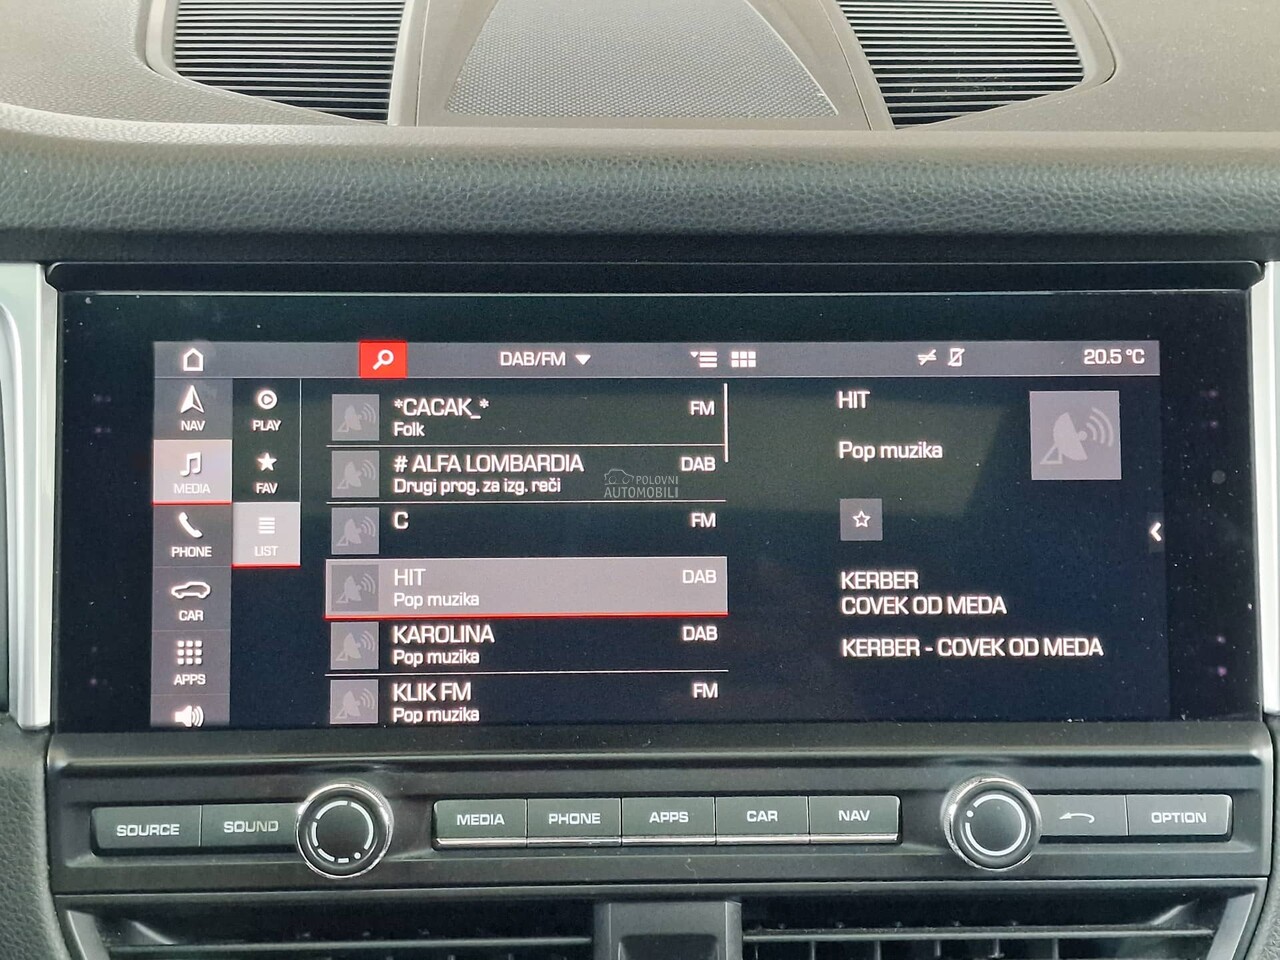 DAB/FM
20.5 °C
NAV
MEDIA
PHONE
CAR
APPS
PLAY
FAV
LIST
*CACAK_*
FM
Folk
# ALFA LOMBARDIA
DAB
Drugi prog. za izg. reči
C
FM
HIT
DAB
Pop muzika
KAROLINA
DAB
Pop muzika
KLIK FM
FM
Pop muzika
HIT
Pop muzika
KERBER
COVEK OD MEDA
KERBER - COVEK OD MEDA
POLOVNI
AUTOMOBILI
SOURCE
SOUND
MEDIA
PHONE
APPS
CAR
NAV
OPTION